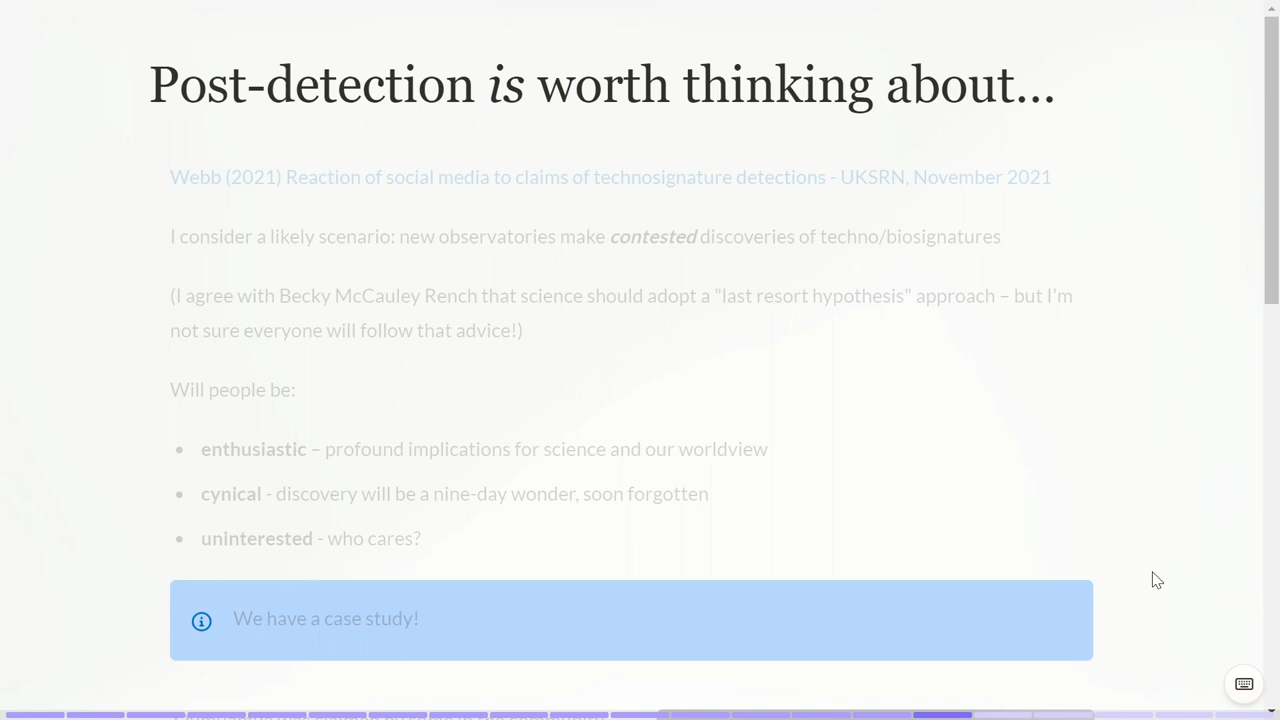 Post-detection is worth thinking about...
Webb (2021) Reaction of social media to claims of technosignature detections - UKSRN, November 2021
I consider a likely scenario: new observatories make contested discoveries of techno/biosignatures
(I agree with Becky McCauley Rench that science should adopt a "last resort hypothesis" approach – but I'm
not sure everyone will follow that advice!)
Will people be:
• enthusiastic – profound implications for science and our worldview
• cynical - discovery will be a nine-day wonder, soon forgotten
• uninterested - who cares?
We have a case study!